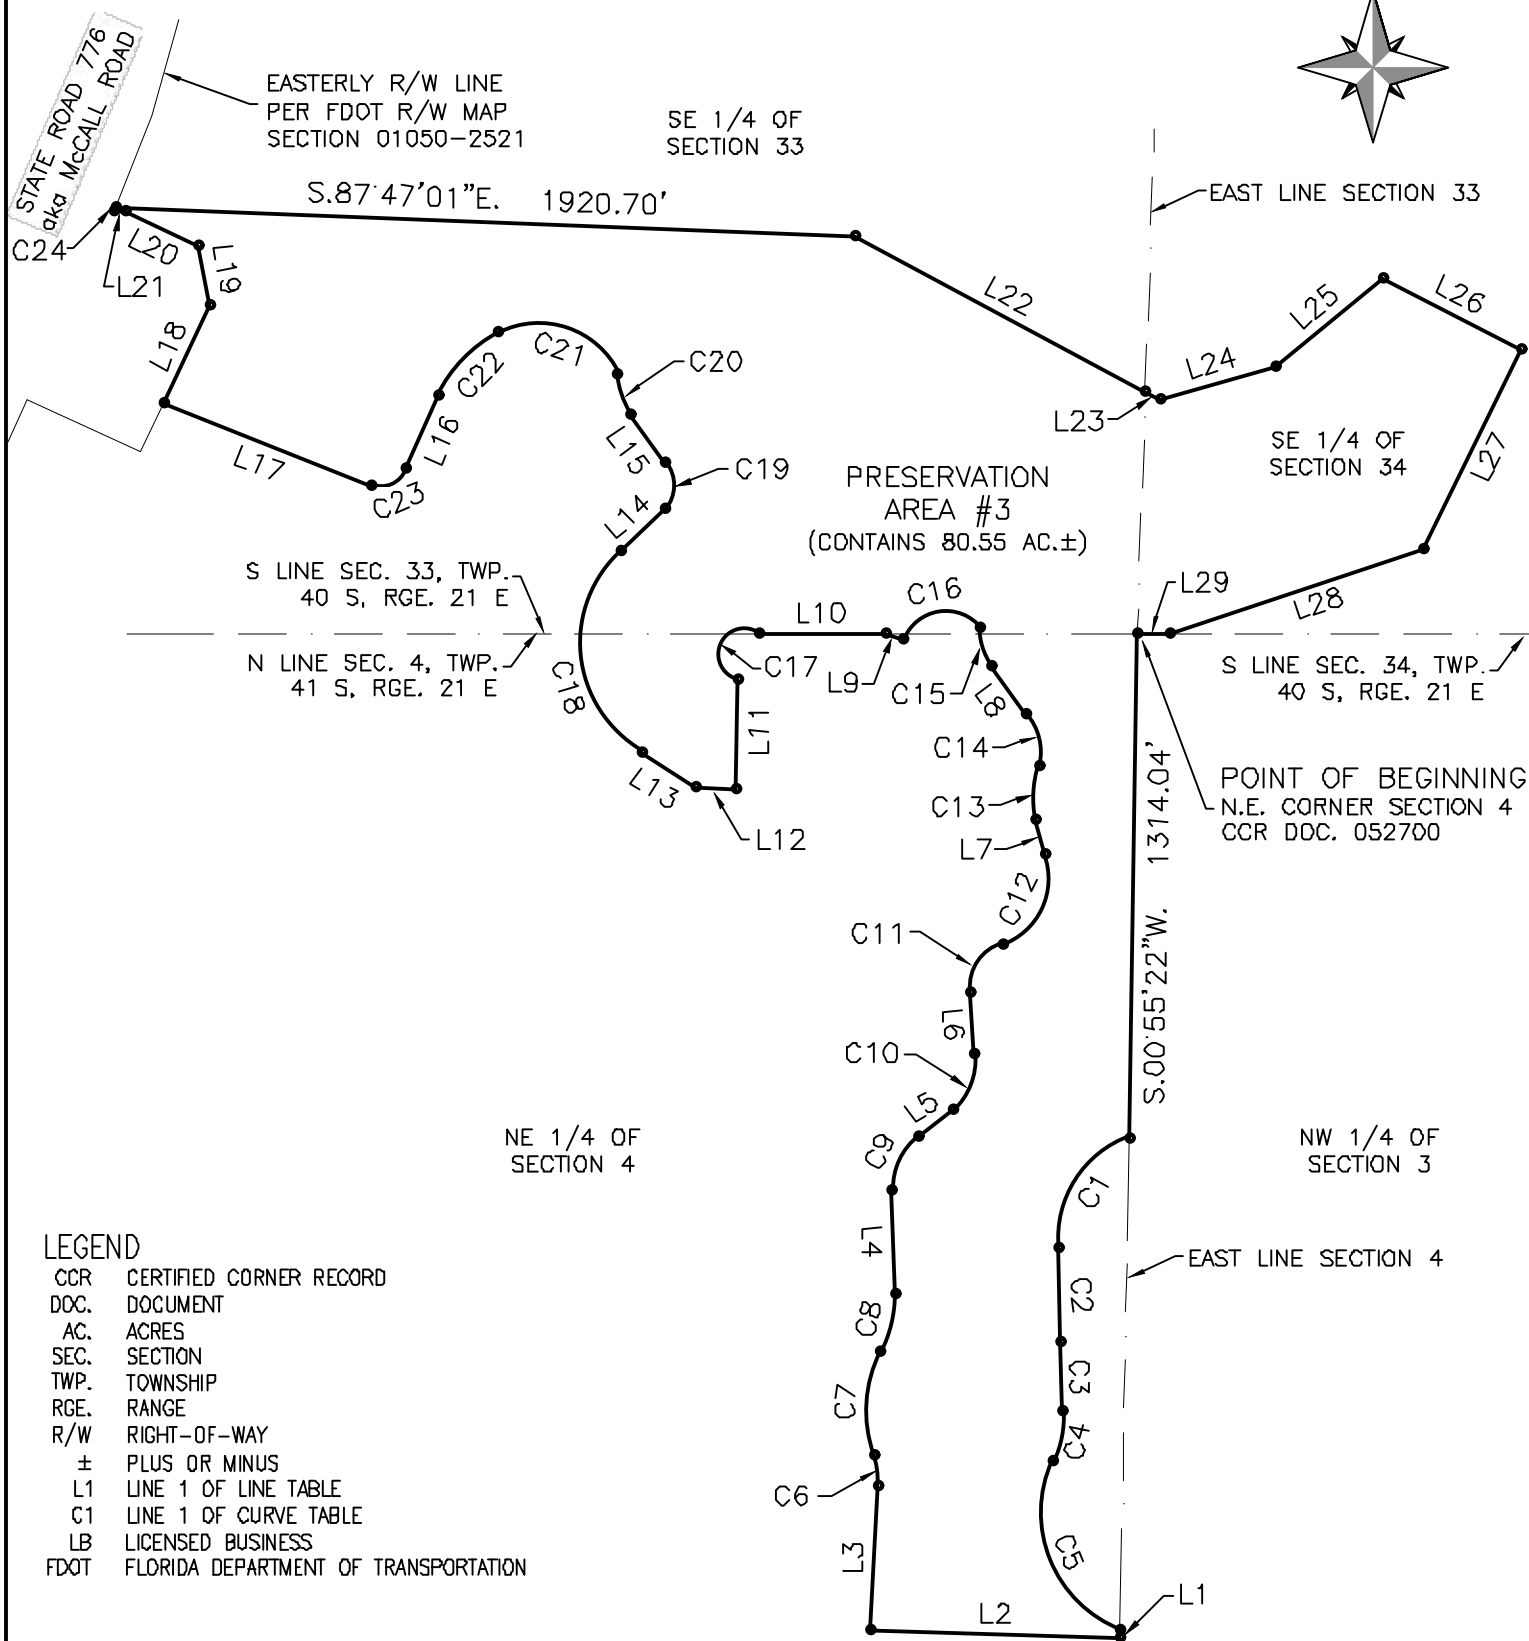 STATE ROAD 776
aka McCALL ROAD
EASTERLY R/W LINE
PER FDOT R/W MAP
SECTION 01050-2521
SE 1/4 OF
SECTION 33
EAST LINE SECTION 33
S.87°47'01"E. 1920.70'
C24
L21
L20
L19
L18
L17
C23
L16
C22
C21
C20
L15
C19
L14
L22
L23
L24
L25
L26
L27
SE 1/4 OF
SECTION 34
PRESERVATION
AREA #3
(CONTAINS 80.55 AC.±)
S LINE SEC. 33, TWP.
40 S, RGE. 21 E
N LINE SEC. 4, TWP.
41 S, RGE. 21 E
C18
L13
L12
L11
C17
L10
L9
C16
C15
L8
C14
C13
L7
C12
C11
L29
L28
S LINE SEC. 34, TWP.
40 S, RGE. 21 E
POINT OF BEGINNING
N.E. CORNER SECTION 4
CCR DOC. 052700
S.00°55'22"W. 1314.04'
L6
C10
L5
C9
L4
C8
C7
C6
L3
L2
L1
C1
C2
C3
C4
C5
NE 1/4 OF
SECTION 4
NW 1/4 OF
SECTION 3
EAST LINE SECTION 4
LEGEND
CCR CERTIFIED CORNER RECORD
DOC. DOCUMENT
AC. ACRES
SEC. SECTION
TWP. TOWNSHIP
RGE. RANGE
R/W RIGHT-OF-WAY
± PLUS OR MINUS
L1 LINE 1 OF LINE TABLE
C1 LINE 1 OF CURVE TABLE
LB LICENSED BUSINESS
FDOT FLORIDA DEPARTMENT OF TRANSPORTATION